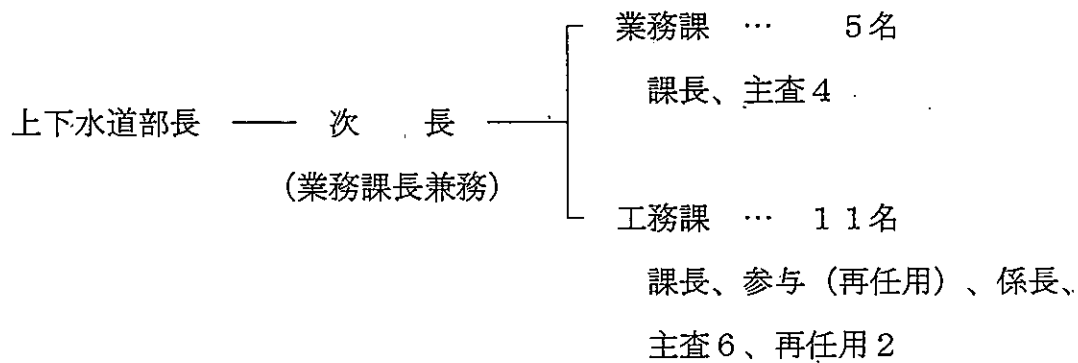 業務課 … 5名
課長、主査4
上下水道部長 ── 次 長
(業務課長兼務)
工務課 … 11名
課長、参与(再任用)、係長、
主査6、再任用2